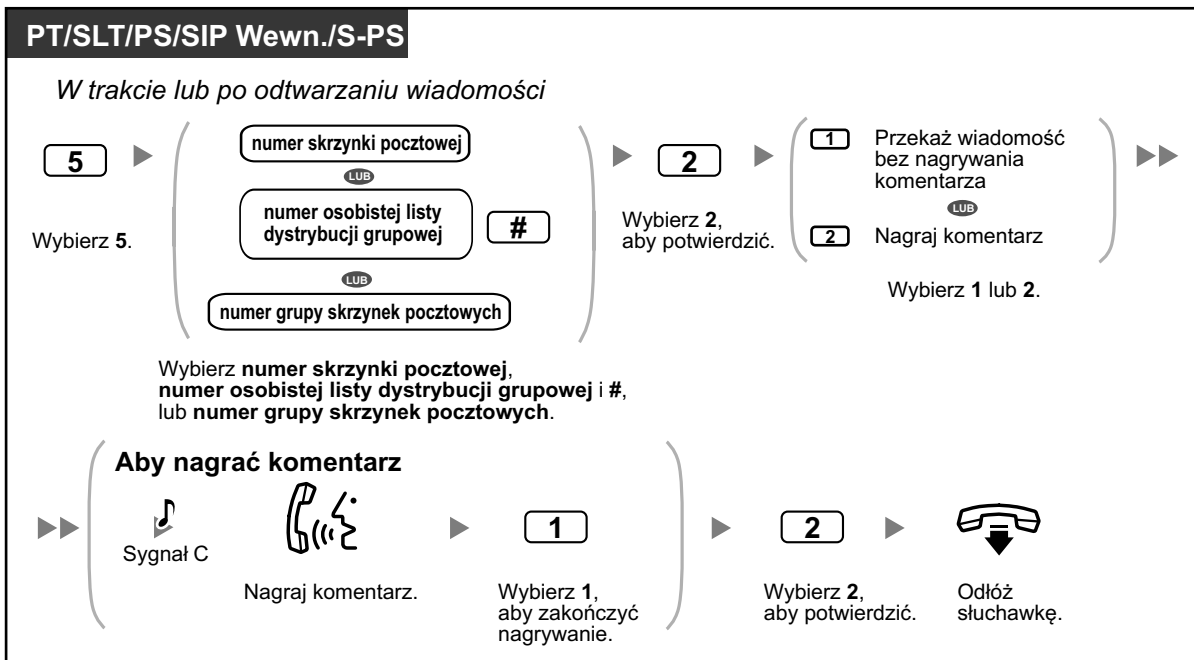 PT/SLT/PS/SIP Wewn./S-PS
W trakcie lub po odtwarzaniu wiadomości
5
Wybierz 5.
numer skrzynki pocztowej
LUB
numer osobistej listy
dystrybucji grupowej
#
LUB
numer grupy skrzynek pocztowych
Wybierz numer skrzynki pocztowej,
numer osobistej listy dystrybucji grupowej i #,
lub numer grupy skrzynek pocztowych.
2
Wybierz 2,
aby potwierdzić.
1 Przekaż wiadomość
bez nagrywania
komentarza
LUB
2 Nagraj komentarz
Wybierz 1 lub 2.
Aby nagrać komentarz
Sygnał C
Nagraj komentarz.
1
Wybierz 1,
aby zakończyć
nagrywanie.
2
Wybierz 2,
aby potwierdzić.
Odłóż
słuchawkę.